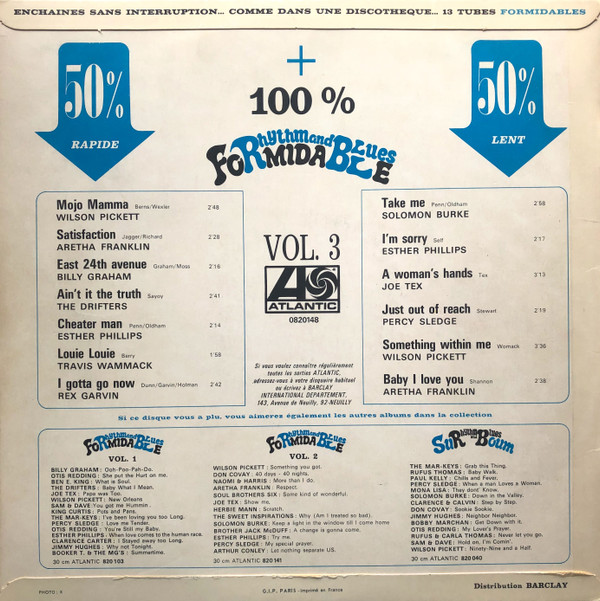 ENCHAINES SANS INTERRUPTION... COMME DANS UNE DISCOTHEQUE... 13 TUBES FORMIDABLES
50%
RAPIDE
+
100 %
50%
LENT
Rhythm and Blues
FoRMIDABLE
Mojo Mamma Berns/Wexler 2'48
WILSON PICKETT
Satisfaction Jagger/Richard 2'28
ARETHA FRANKLIN
East 24th avenue Graham/Moss 2'16
BILLY GRAHAM
Ain't it the truth Sayoy 2'41
THE DRIFTERS
Cheater man Penn/Oldham 2'14
ESTHER PHILLIPS
Louie Louie Barry 1'58
TRAVIS WAMMACK
I gotta go now Dunn/Garvin/Holman 2'42
REX GARVIN
VOL. 3
ATLANTIC
0820148
Si vous voulez connaître régulièrement
toutes les sorties ATLANTIC,
adressez-vous à votre disquaire habituel
ou écrivez à BARCLAY
INTERNATIONAL DEPARTEMENT,
143, Avenue de Neuilly, 92-NEUILLY
Take me Penn/Oldham 2'56
SOLOMON BURKE
I'm sorry Self 2'17
ESTHER PHILLIPS
A woman's hands Tex 3'13
JOE TEX
Just out of reach Stewart 2'19
PERCY SLEDGE
Something within me Womach 3'36
WILSON PICKETT
Baby I love you Shannon 2'38
ARETHA FRANKLIN
Si ce disque vous a plu, vous aimerez également les autres albums dans la collection
Rhythm and Blues
FoRMIDABLE
VOL. 1
BILLY GRAHAM: Ooh-Poo-Pah-Do.
OTIS REDDING: She put the Hurt on me.
BEN E. KING: What is Soul.
THE DRIFTERS: Baby What I Mean.
JOE TEX: Papa was Too.
WILSON PICKETT: New Orleans
SAM & DAVE: You got me Hummin'.
KING CURTIS: Pots and Pans.
THE MAR-KEYS: I've been loving you too Long.
PERCY SLEDGE: Love me Tender.
OTIS REDDING: You're Still my Baby.
ESTHER PHILLIPS: When love comes to the human race.
CLARENCE CARTER: I Stayed away too Long.
JIMMY HUGHES: Why not Tonight.
BOOKER T. & THE MG'S: Summertime.
30 cm ATLANTIC 820 103
Rhythm and Blues
FoRMIDABLE
VOL. 2
WILSON PICKETT: Something you got.
DON COVAY: 40 days - 40 nights.
NAOMI & HARRIS: More than I do.
ARETHA FRANKLIN: Respect.
SOUL BROTHERS SIX: Some kind of wonderful.
JOE TEX: Show me.
HERBIE MANN: Scratch.
THE SWEET INSPIRATIONS: Why (Am I treated so bad).
SOLOMON BURKE: Keep a light in the window till I come home
BROTHER JACK McDUFF: A change is gonna come.
ESTHER PHILLIPS: Try me.
PERCY SLEDGE: My special prayer.
ARTHUR CONLEY: Let nothing separate US.
30 cm ATLANTIC 820 141
SuR Rhythm and Blues Boum
THE MAR-KEYS: Grab this Thing.
RUFUS THOMAS: Baby Walk.
PAUL KELLY: Chills and Fever.
PERCY SLEDGE: When a man Loves a Woman.
MONA LISA: They don' Know.
SOLOMON BURKE: Down in the Valley.
CLARENCE & CALVIN: Step by Step.
DON COVAY: Sookie Sookie.
JIMMY HUGHES: Neighbor Neighbor.
BOBBY MARCHAN: Get Down with it.
OTIS REDDING: My Lover's Prayer.
RUFUS & CARLA THOMAS: Never let you go.
SAM & DAVE: Hold on, I'm Comin'.
WILSON PICKETT: Ninety-Nine and a Half.
30 cm ATLANTIC 820 040
PHOTO: X
G.I.P. PARIS - Imprimé en France
Distribution BARCLAY